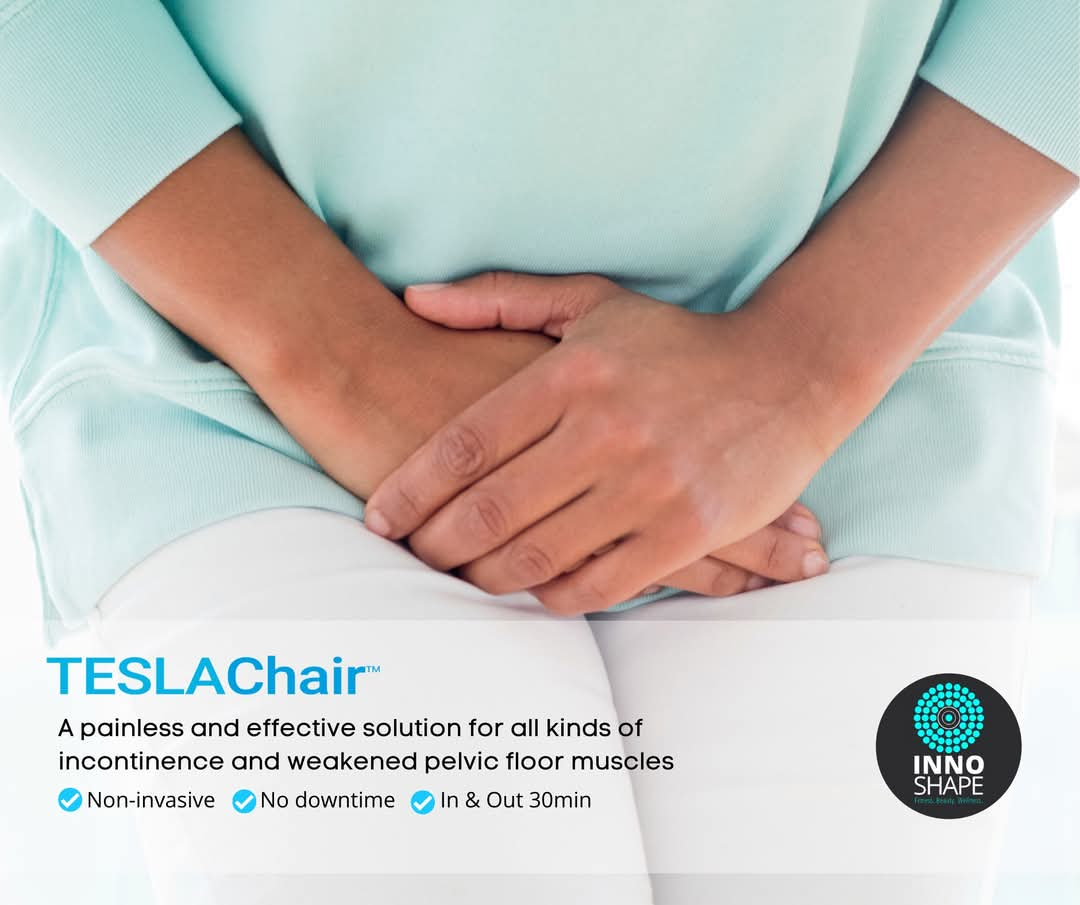 TESLAChair™
A painless and effective solution for all kinds of
incontinence and weakened pelvic floor muscles
Non-invasive No downtime In & Out 30min
INNO
SHAPE
Fitness. Beauty. Wellness.